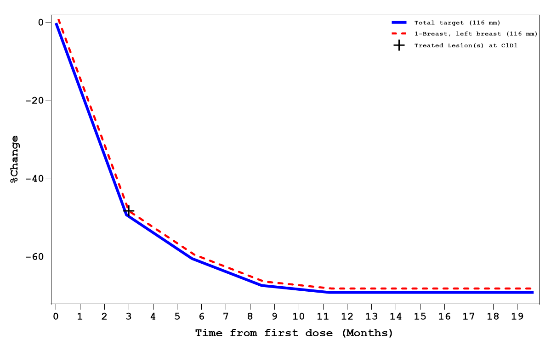 Total target (116 mm)
1-Breast, left breast (116 mm)
Treated Lesion(s) at C1D1
0
-20
-40
-60
%Change
0 1 2 3 4 5 6 7 8 9 10 11 12 13 14 15 16 17 18 19
Time from first dose (Months)